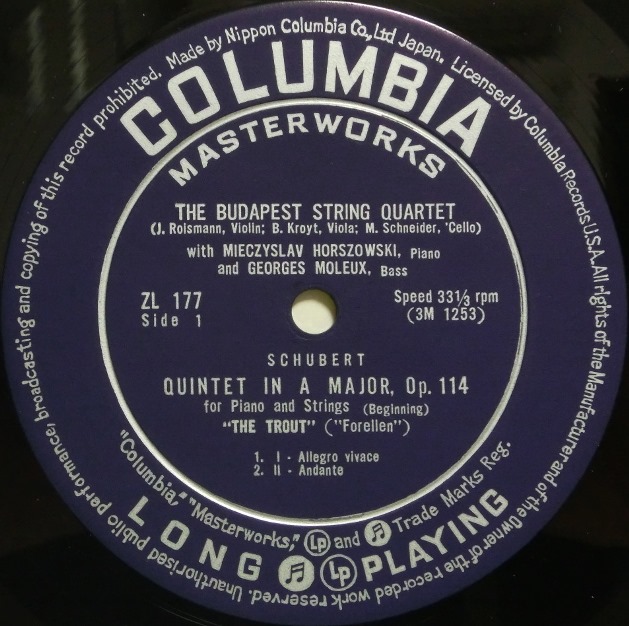 Unauthorised public performance, broadcasting and copying of this record prohibited. Made by Nippon Columbia Co., Ltd Japan. Licensed by Columbia Records U.S.A. All rights of the Manufacturer and of the Owner of the recorded work reserved.
COLUMBIA
MASTERWORKS
THE BUDAPEST STRING QUARTET
(J. Roismann, Violin; B. Kroyt, Viola; M. Schneider, 'Cello)
with MIECZYSLAV HORSZOWSKI, Piano
and GEORGES MOLEUX, Bass
ZL 177
Side 1
Speed 33⅓ rpm
(3M 1253)
SCHUBERT
QUINTET IN A MAJOR, Op. 114
for Piano and Strings (Beginning)
"THE TROUT" ("Forellen")
1. I - Allegro vivace
2. II - Andante
"Columbia," "Masterworks," Lp and ♫ Trade Marks Reg.
LONG ♫ Lp PLAYING